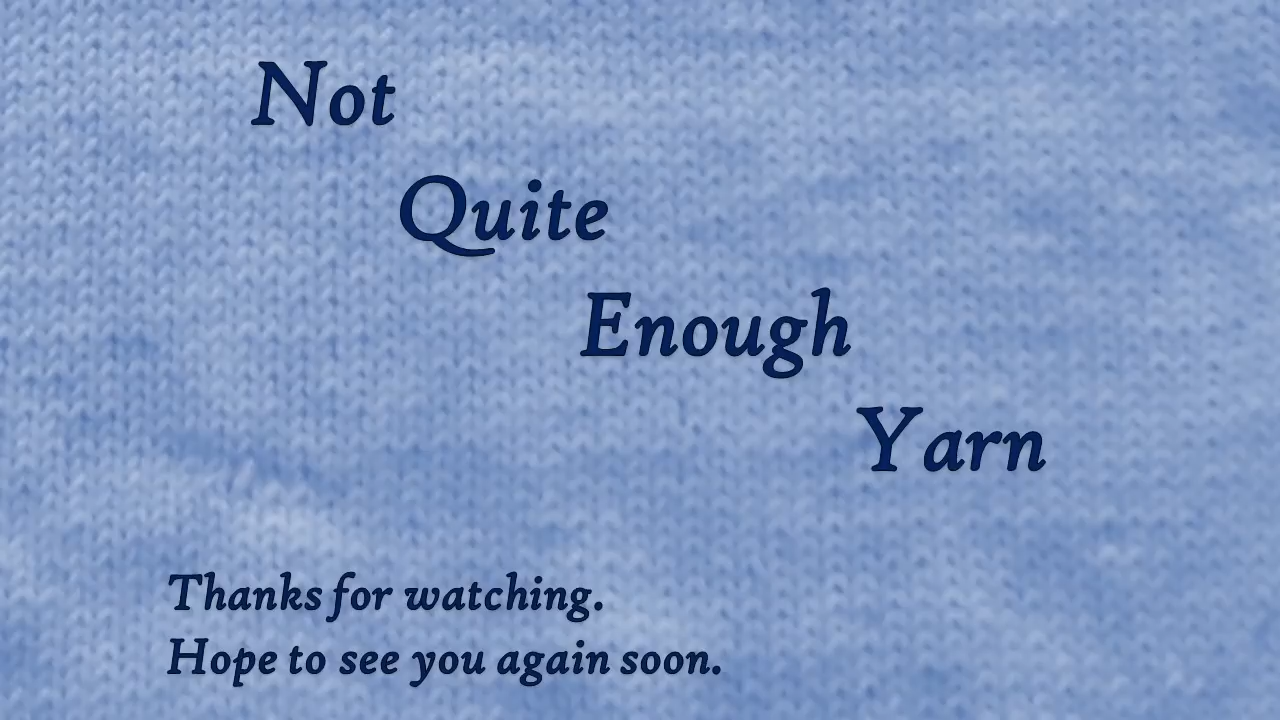 Not
Quite
Enough
Yarn
Thanks for watching.
Hope to see you again soon.